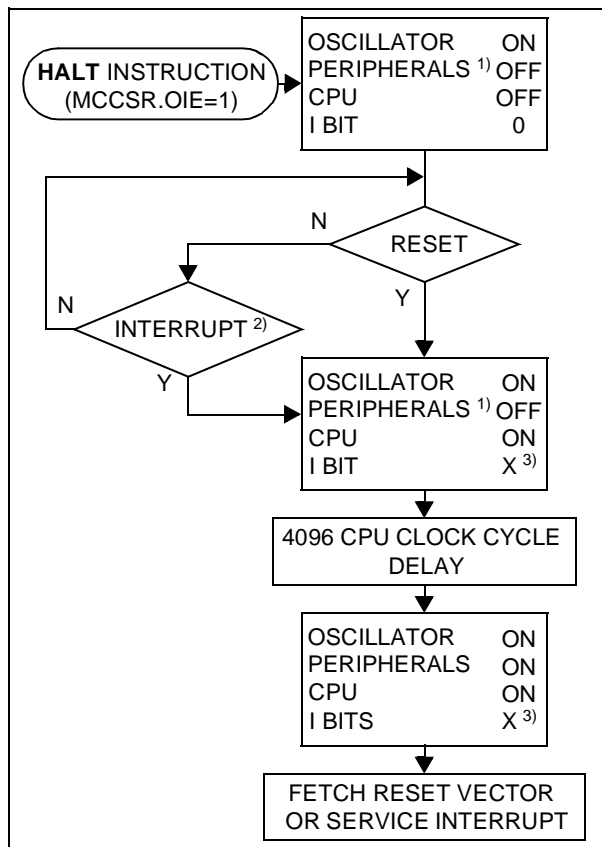 HALT INSTRUCTION
(MCCSR.OIE=1)
OSCILLATOR ON
PERIPHERALS 1) OFF
CPU OFF
I BIT 0
RESET
N
Y
INTERRUPT 2)
N
Y
OSCILLATOR ON
PERIPHERALS 1) OFF
CPU ON
I BIT X 3)
4096 CPU CLOCK CYCLE
DELAY
OSCILLATOR ON
PERIPHERALS ON
CPU ON
I BITS X 3)
FETCH RESET VECTOR
OR SERVICE INTERRUPT